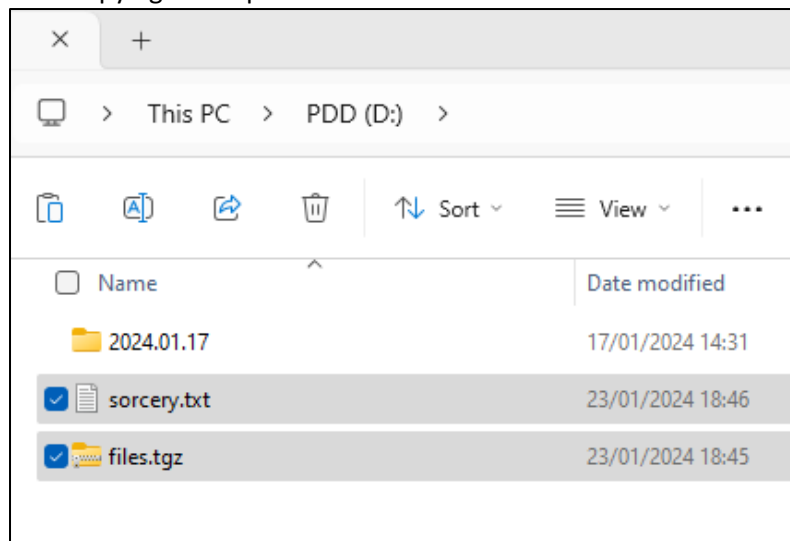 This PC > PDD (D:) >
Sort View ...
Name Date modified
2024.01.17 17/01/2024 14:31
sorcery.txt 23/01/2024 18:46
files.tgz 23/01/2024 18:45